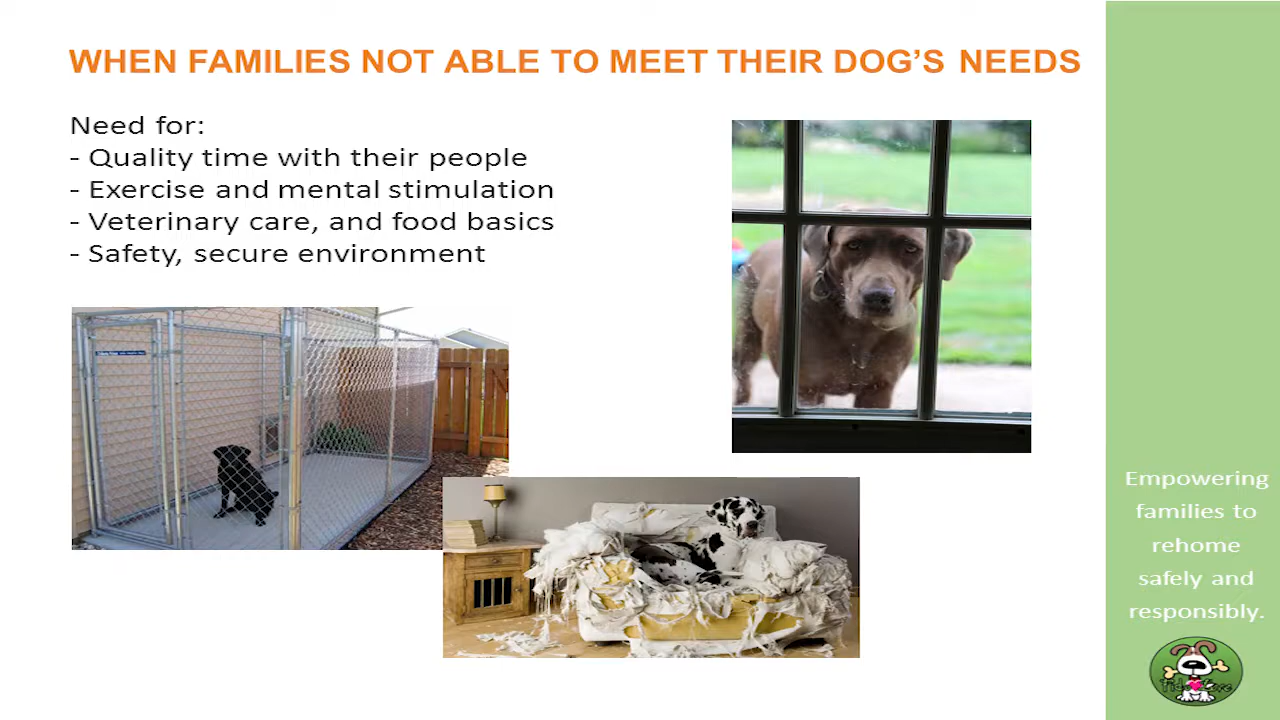 WHEN FAMILIES NOT ABLE TO MEET THEIR DOG’S NEEDS
Need for:
- Quality time with their people
- Exercise and mental stimulation
- Veterinary care, and food basics
- Safety, secure environment
Empowering
families to
rehome
safely and
responsibly.